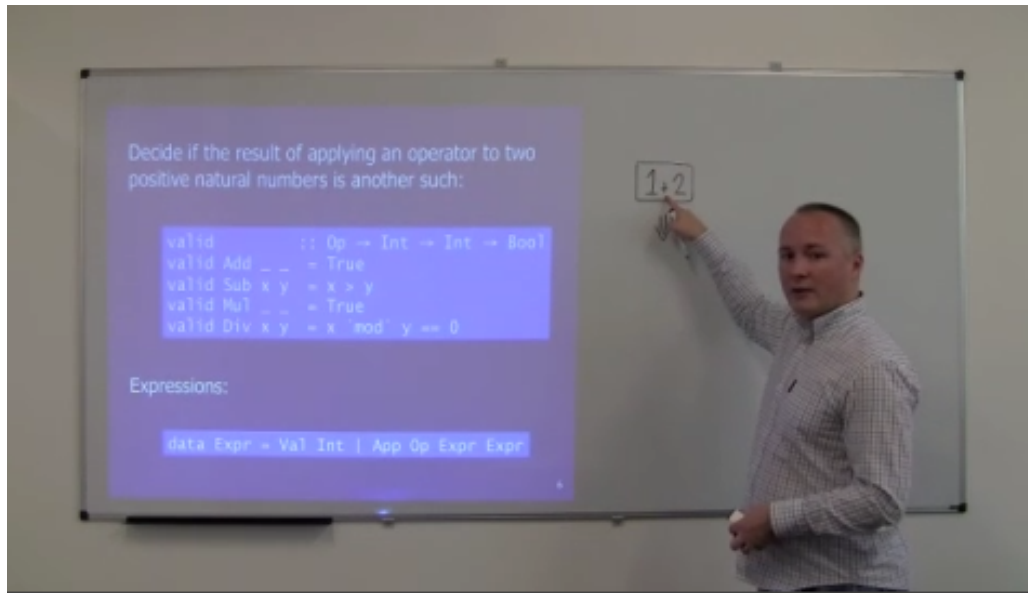 Decide if the result of applying an operator to two
positive natural numbers is another such:
valid :: Op → Int → Int → Bool
valid Add _ _ = True
valid Sub x y = x > y
valid Mul _ _ = True
valid Div x y = x `mod` y == 0
Expressions:
data Expr = Val Int | App Op Expr Expr
6
1+2